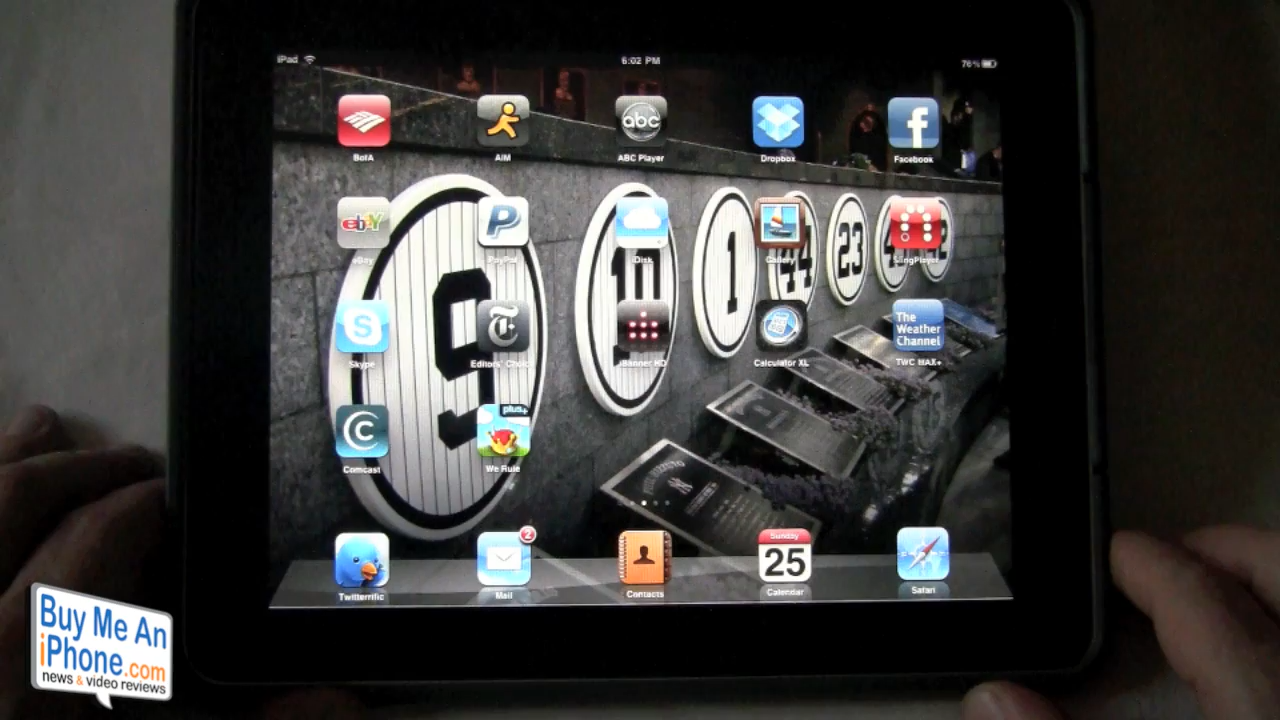 iPad 6:02 PM 76%
abc
f
BofA AIM ABC Player Dropbox Facebook
ebY P
eBay PayPal iDisk Gallery SlingPlayer
9 10 1 44 23
S T The Weather Channel
Skype Editors' Choice iBanner HD Calculator XL TWC MAX+
C plus+
Comcast We Rule
2
Sunday
25
Twitterrific Mail Contacts Calendar Safari
Buy Me An
iPhone.com
news & video reviews